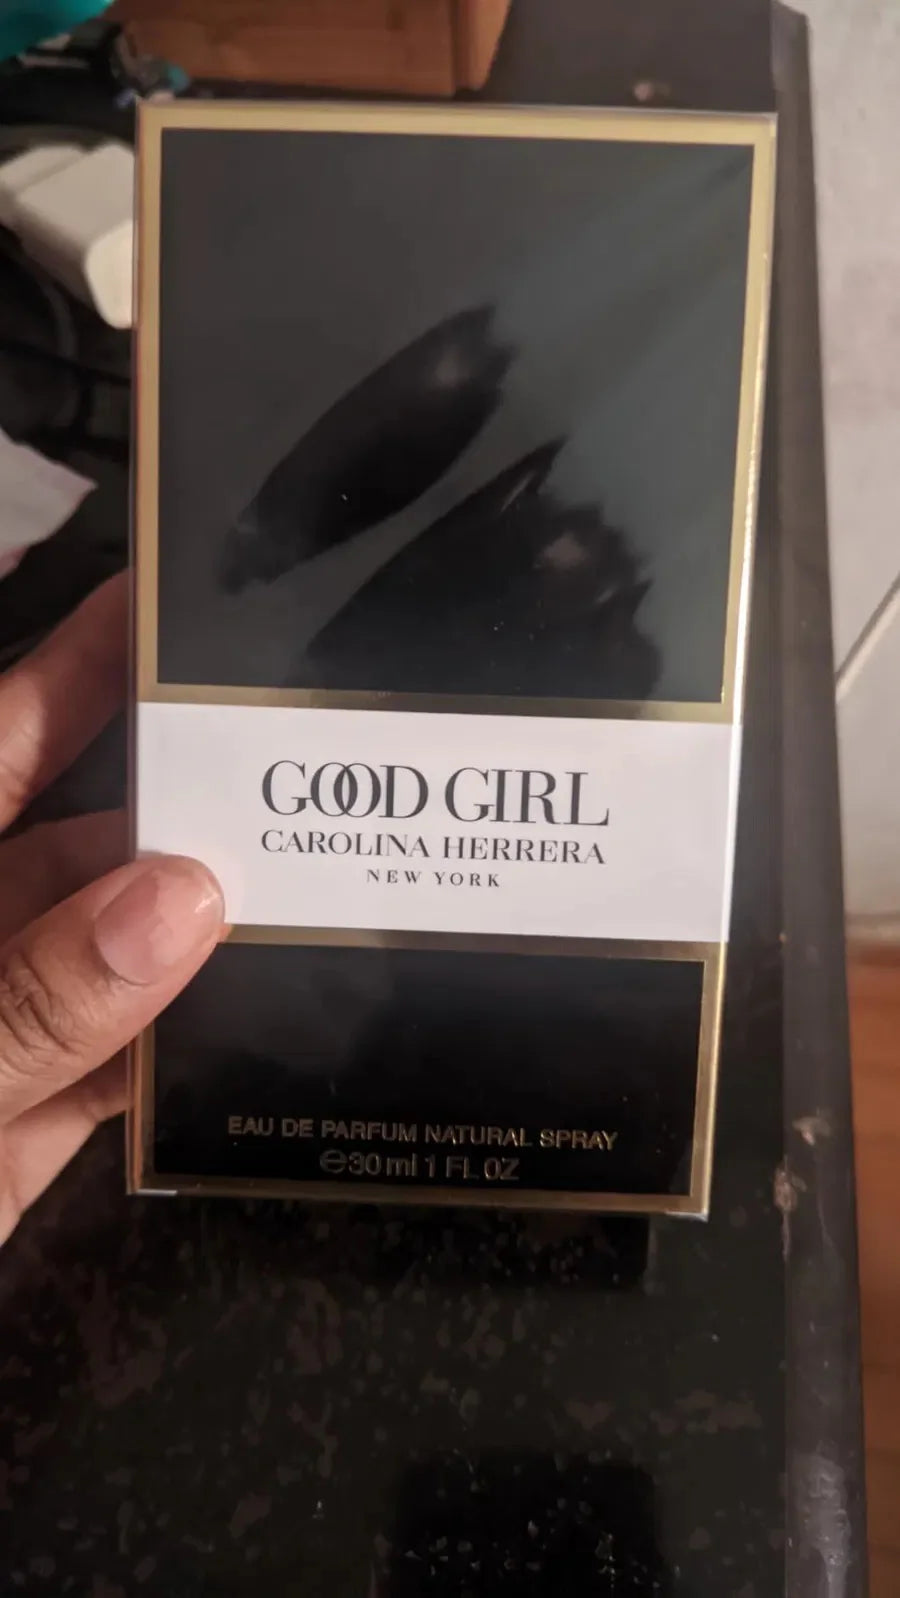 GOOD GIRL
CAROLINA HERRERA
NEW YORK
EAU DE PARFUM NATURAL SPRAY
℮30 ml 1 FL OZ